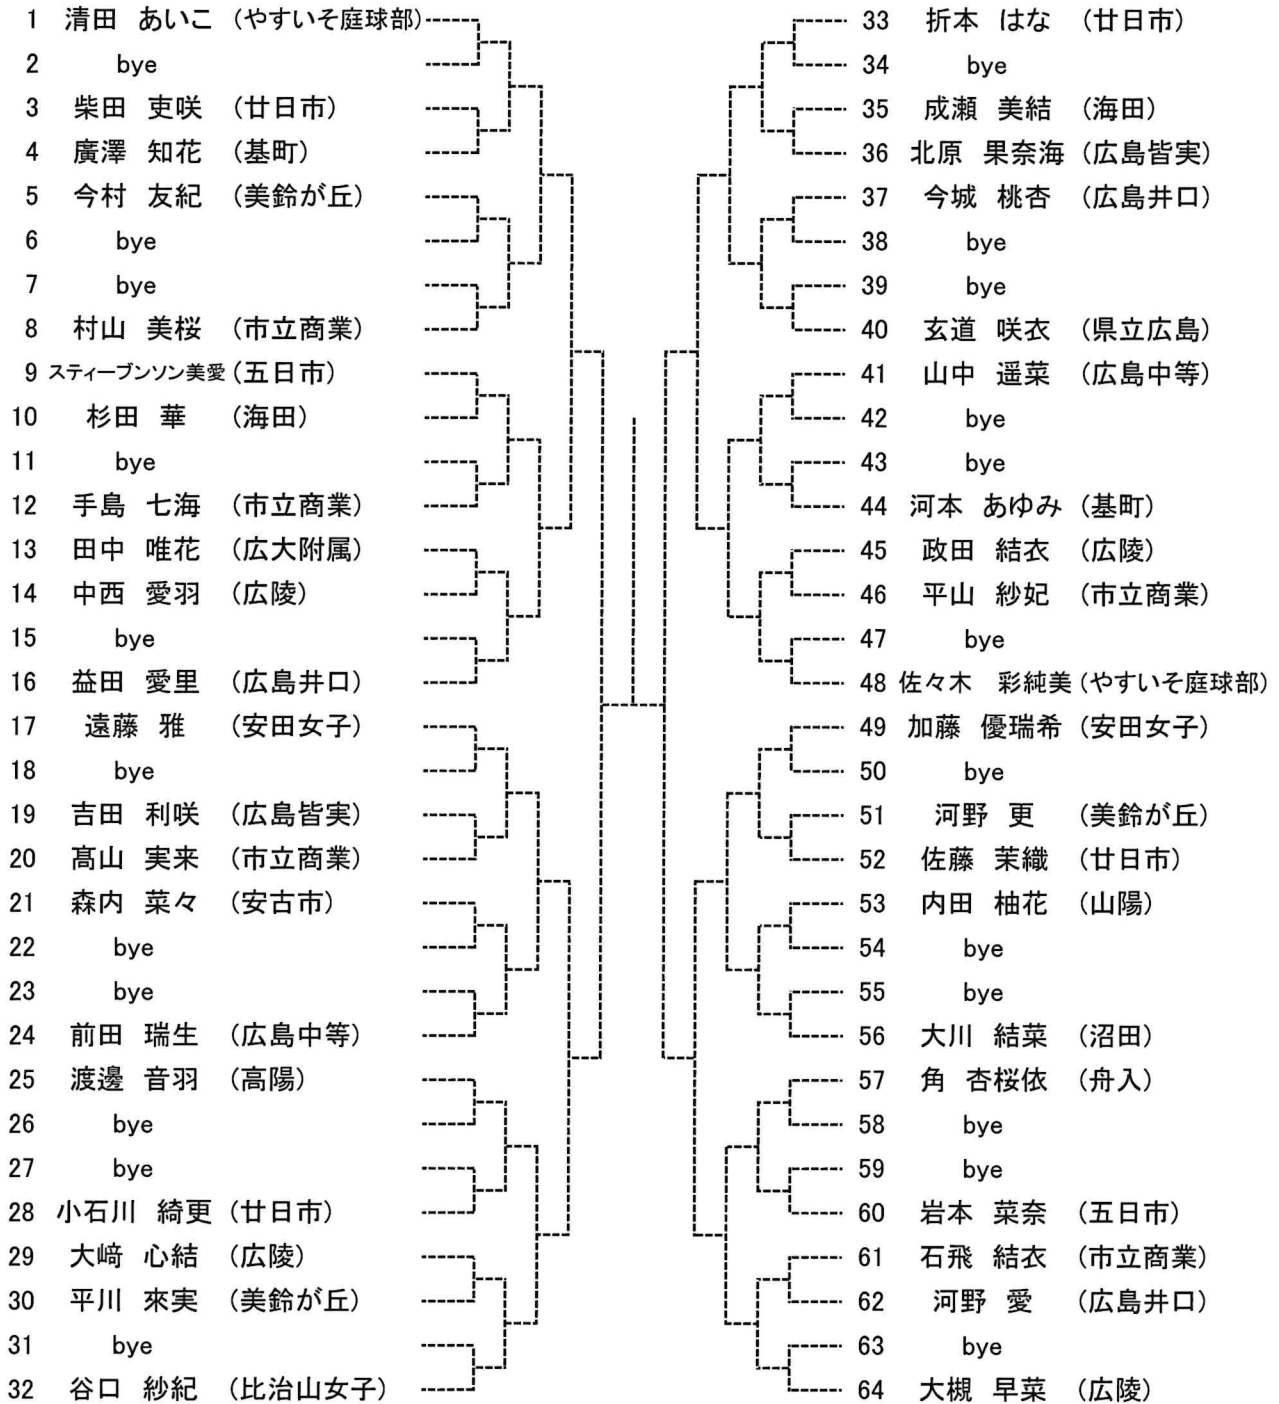 1 清田 あいこ (やすいそ庭球部)
2 bye
3 柴田 吏咲 (廿日市)
4 廣澤 知花 (基町)
5 今村 友紀 (美鈴が丘)
6 bye
7 bye
8 村山 美桜 (市立商業)
9 スティーブンソン美愛 (五日市)
10 杉田 華 (海田)
11 bye
12 手島 七海 (市立商業)
13 田中 唯花 (広大附属)
14 中西 愛羽 (広陵)
15 bye
16 益田 愛里 (広島井口)
17 遠藤 雅 (安田女子)
18 bye
19 吉田 利咲 (広島皆実)
20 髙山 実来 (市立商業)
21 森内 菜々 (安古市)
22 bye
23 bye
24 前田 瑞生 (広島中等)
25 渡邊 音羽 (高陽)
26 bye
27 bye
28 小石川 綺更 (廿日市)
29 大﨑 心結 (広陵)
30 平川 來実 (美鈴が丘)
31 bye
32 谷口 紗紀 (比治山女子)
33 折本 はな (廿日市)
34 bye
35 成瀬 美結 (海田)
36 北原 果奈海 (広島皆実)
37 今城 桃杏 (広島井口)
38 bye
39 bye
40 玄道 咲衣 (県立広島)
41 山中 遥菜 (広島中等)
42 bye
43 bye
44 河本 あゆみ (基町)
45 政田 結衣 (広陵)
46 平山 紗妃 (市立商業)
47 bye
48 佐々木 彩純美 (やすいそ庭球部)
49 加藤 優瑞希 (安田女子)
50 bye
51 河野 更 (美鈴が丘)
52 佐藤 茉織 (廿日市)
53 内田 柚花 (山陽)
54 bye
55 bye
56 大川 結菜 (沼田)
57 角 杏桜依 (舟入)
58 bye
59 bye
60 岩本 菜奈 (五日市)
61 石飛 結衣 (市立商業)
62 河野 愛 (広島井口)
63 bye
64 大槻 早菜 (広陵)